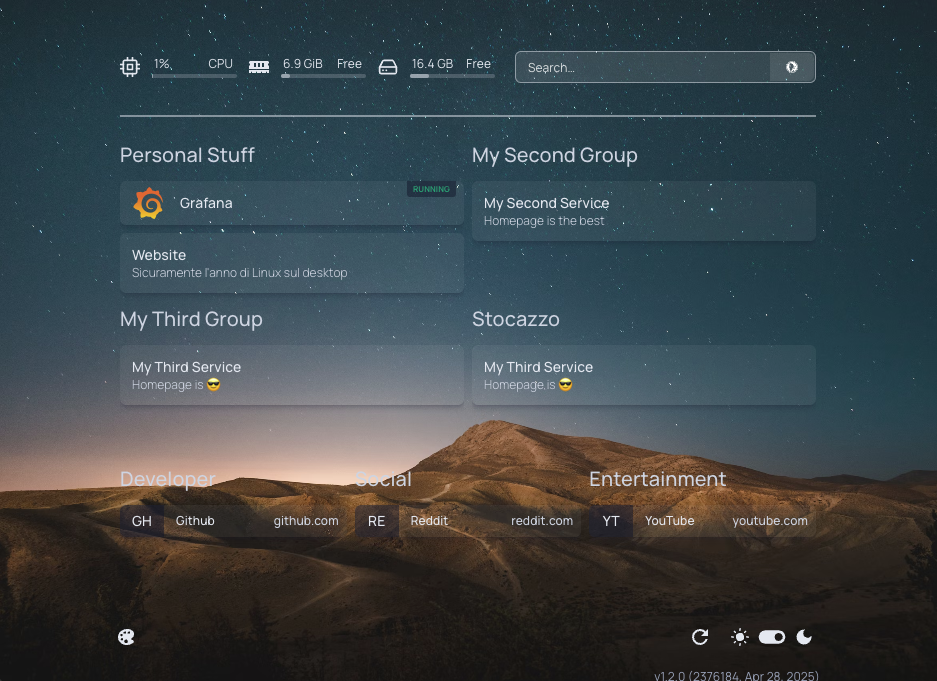 1% CPU 6.9 GiB Free 16.4 GB Free Search...
Personal Stuff
My Second Group
Grafana
RUNNING
My Second Service
Homepage is the best
Website
Sicuramente l'anno di Linux sul desktop
My Third Group
Stocazzo
My Third Service
Homepage is 😎
My Third Service
Homepage is 😎
Developer
Social
Entertainment
GH Github github.com
RE Reddit reddit.com
YT YouTube youtube.com
v1.2.0 (2376184, Apr 28, 2025)